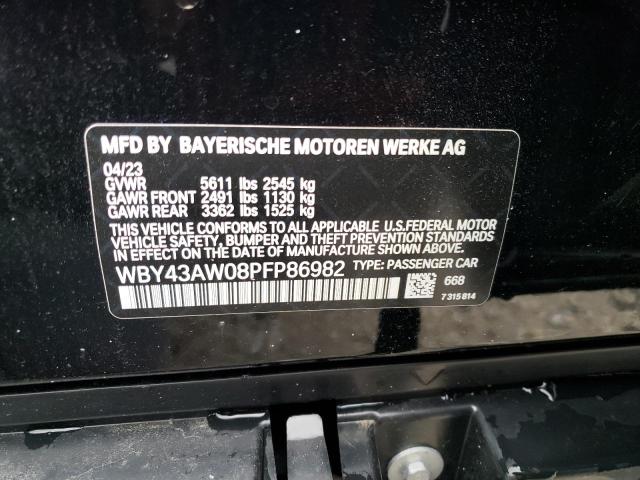 MFD BY BAYERISCHE MOTOREN WERKE AG
04/23
GVWR 5611 lbs 2545 kg
GAWR FRONT 2491 lbs 1130 kg
GAWR REAR 3362 lbs 1525 kg
THIS VEHICLE CONFORMS TO ALL APPLICABLE U.S.FEDERAL MOTOR
VEHICLE SAFETY, BUMPER, AND THEFT PREVENTION STANDARDS
IN EFFECT ON THE DATE OF MANUFACTURE SHOWN ABOVE.
WBY43AW08PFP86982 TYPE: PASSENGER CAR
668
7 315 814